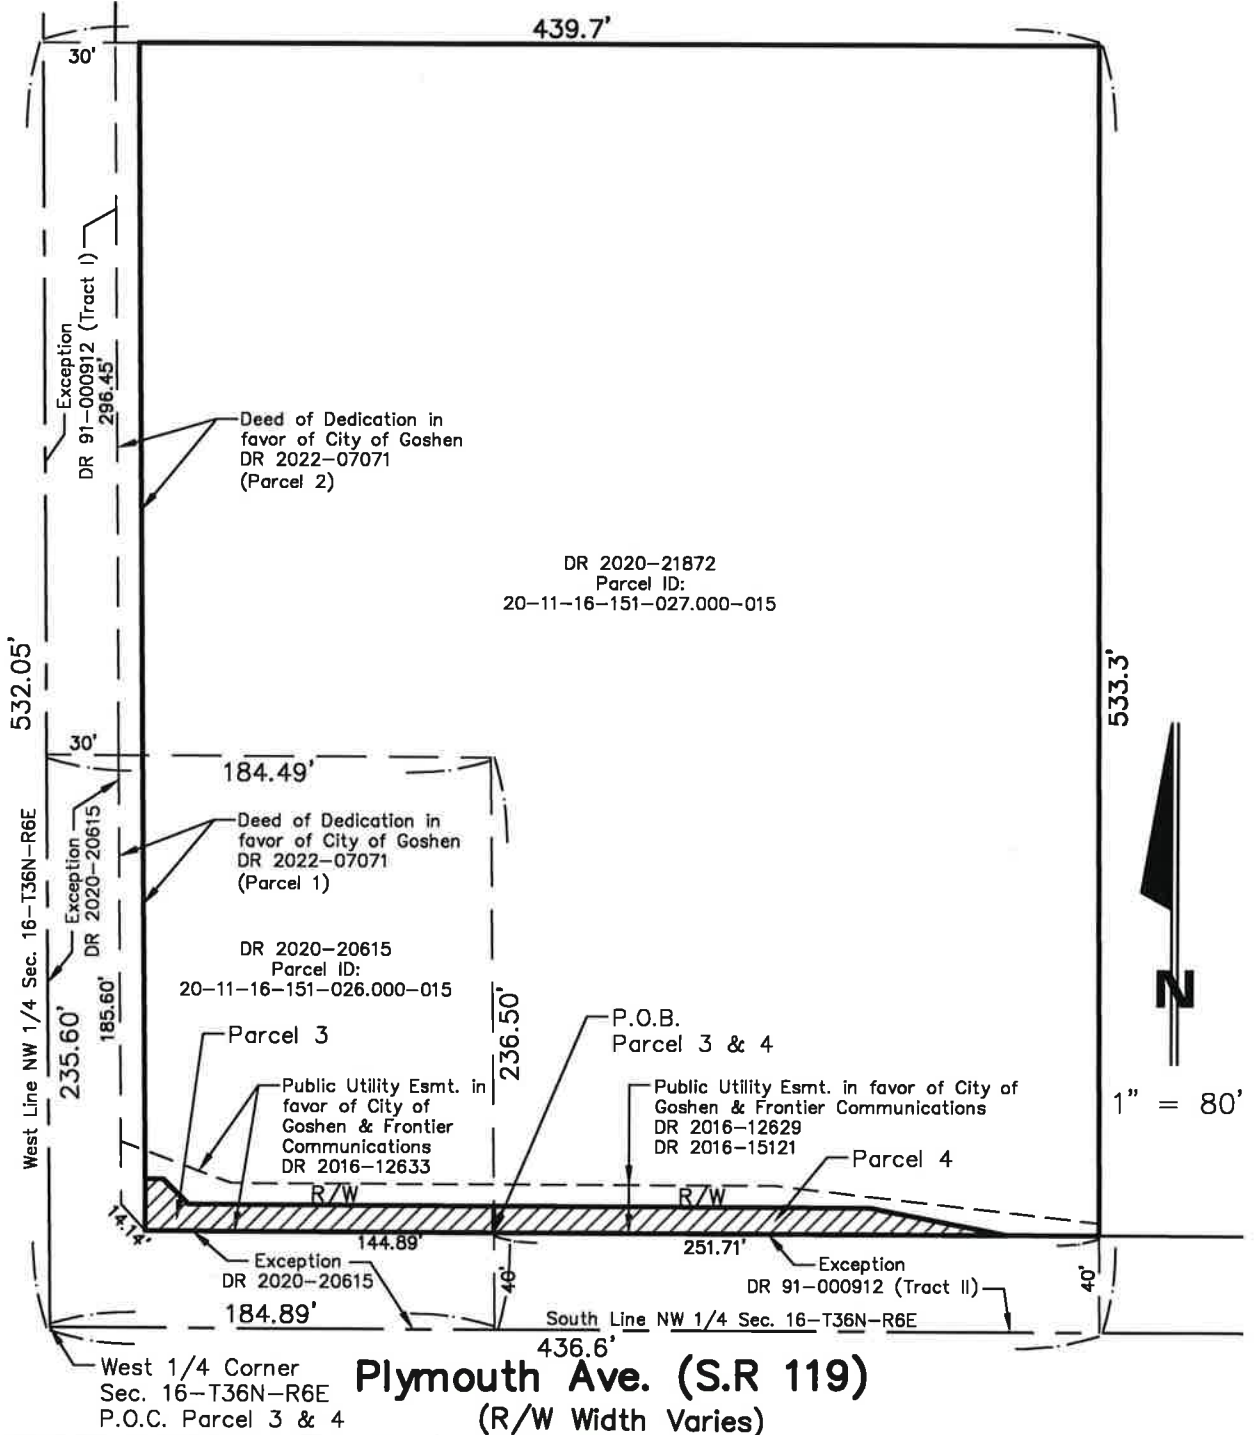 439.7'
30'
Exception
DR 91-000912 (Tract I)
296.45'
Deed of Dedication in
favor of City of Goshen
DR 2022-07071
(Parcel 2)
DR 2020-21872
Parcel ID:
20-11-16-151-027.000-015
532.05'
533.3'
30'
184.49'
Deed of Dedication in
favor of City of Goshen
DR 2022-07071
(Parcel 1)
Exception
DR 2020-20615
West Line NW 1/4 Sec. 16-T36N-R6E
DR 2020-20615
Parcel ID:
20-11-16-151-026.000-015
N
185.60'
235.60'
236.50'
Parcel 3
P.O.B.
Parcel 3 & 4
Public Utility Esmt. in
favor of City of
Goshen & Frontier
Communications
DR 2016-12633
Public Utility Esmt. in favor of City of
Goshen & Frontier Communications
DR 2016-12629
DR 2016-15121
1" = 80'
Parcel 4
R/W
R/W
14.14'
144.89'
251.71'
Exception
DR 2020-20615
40'
Exception
DR 91-000912 (Tract II)
40'
184.89'
South Line NW 1/4 Sec. 16-T36N-R6E
436.6'
West 1/4 Corner
Sec. 16-T36N-R6E
P.O.C. Parcel 3 & 4
Plymouth Ave. (S.R 119)
(R/W Width Varies)